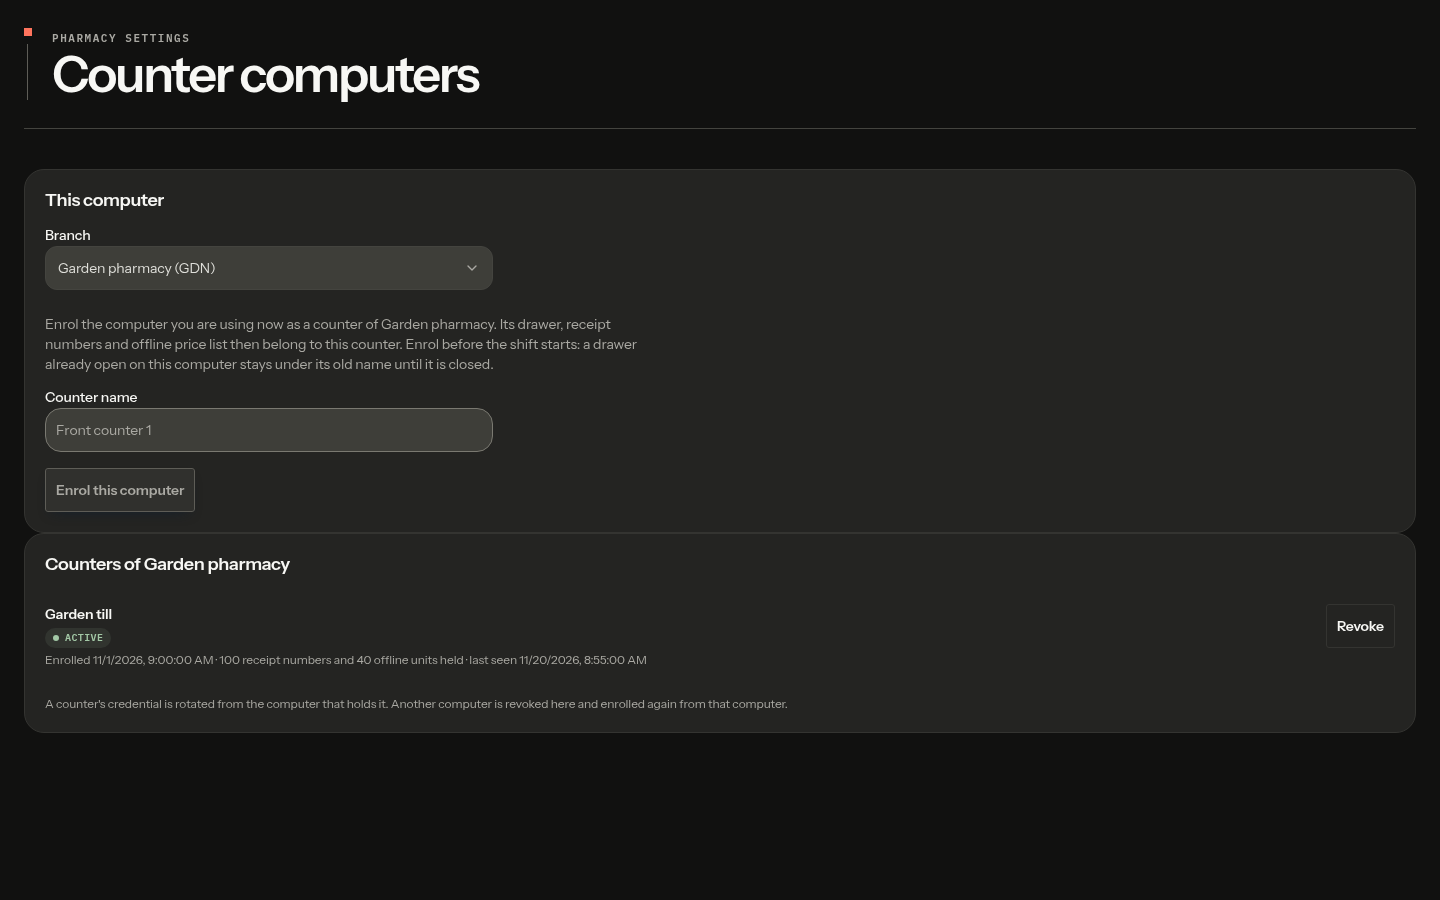 PHARMACY SETTINGS
Counter computers
This computer
Branch
Garden pharmacy (GDN)
Enrol the computer you are using now as a counter of Garden pharmacy. Its drawer, receipt
numbers and offline price list then belong to this counter. Enrol before the shift starts: a drawer
already open on this computer stays under its old name until it is closed.
Counter name
Front counter 1
Enrol this computer
Counters of Garden pharmacy
Garden till
ACTIVE
Enrolled 11/1/2026, 9:00:00 AM · 100 receipt numbers and 40 offline units held · last seen 11/20/2026, 8:55:00 AM
Revoke
A counter's credential is rotated from the computer that holds it. Another computer is revoked here and enrolled again from that computer.